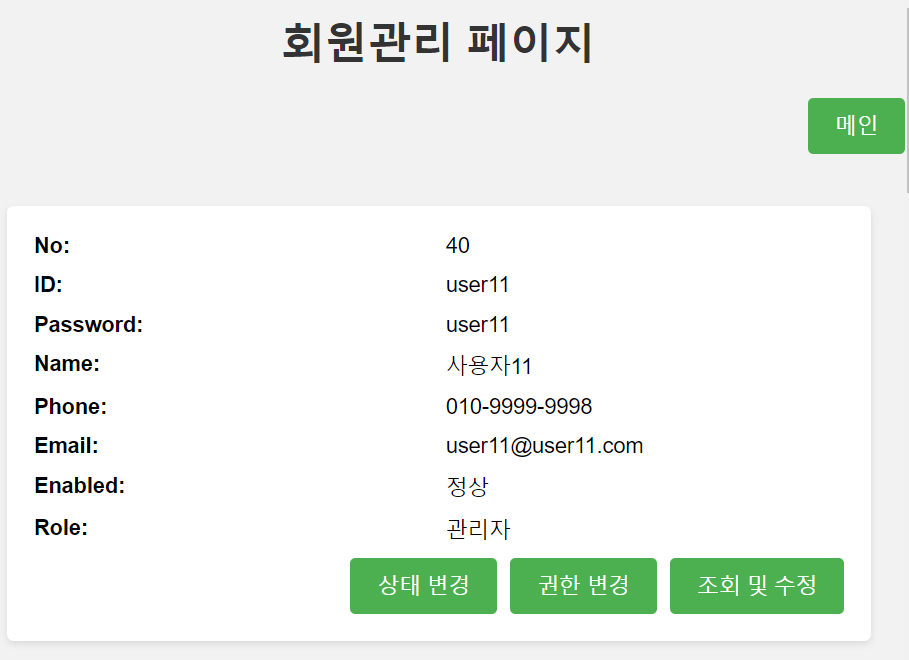 회원관리 페이지
메인
No: 40
ID: user11
Password: user11
Name: 사용자11
Phone: 010-9999-9998
Email: user11@user11.com
Enabled: 정상
Role: 관리자
상태 변경 권한 변경 조회 및 수정